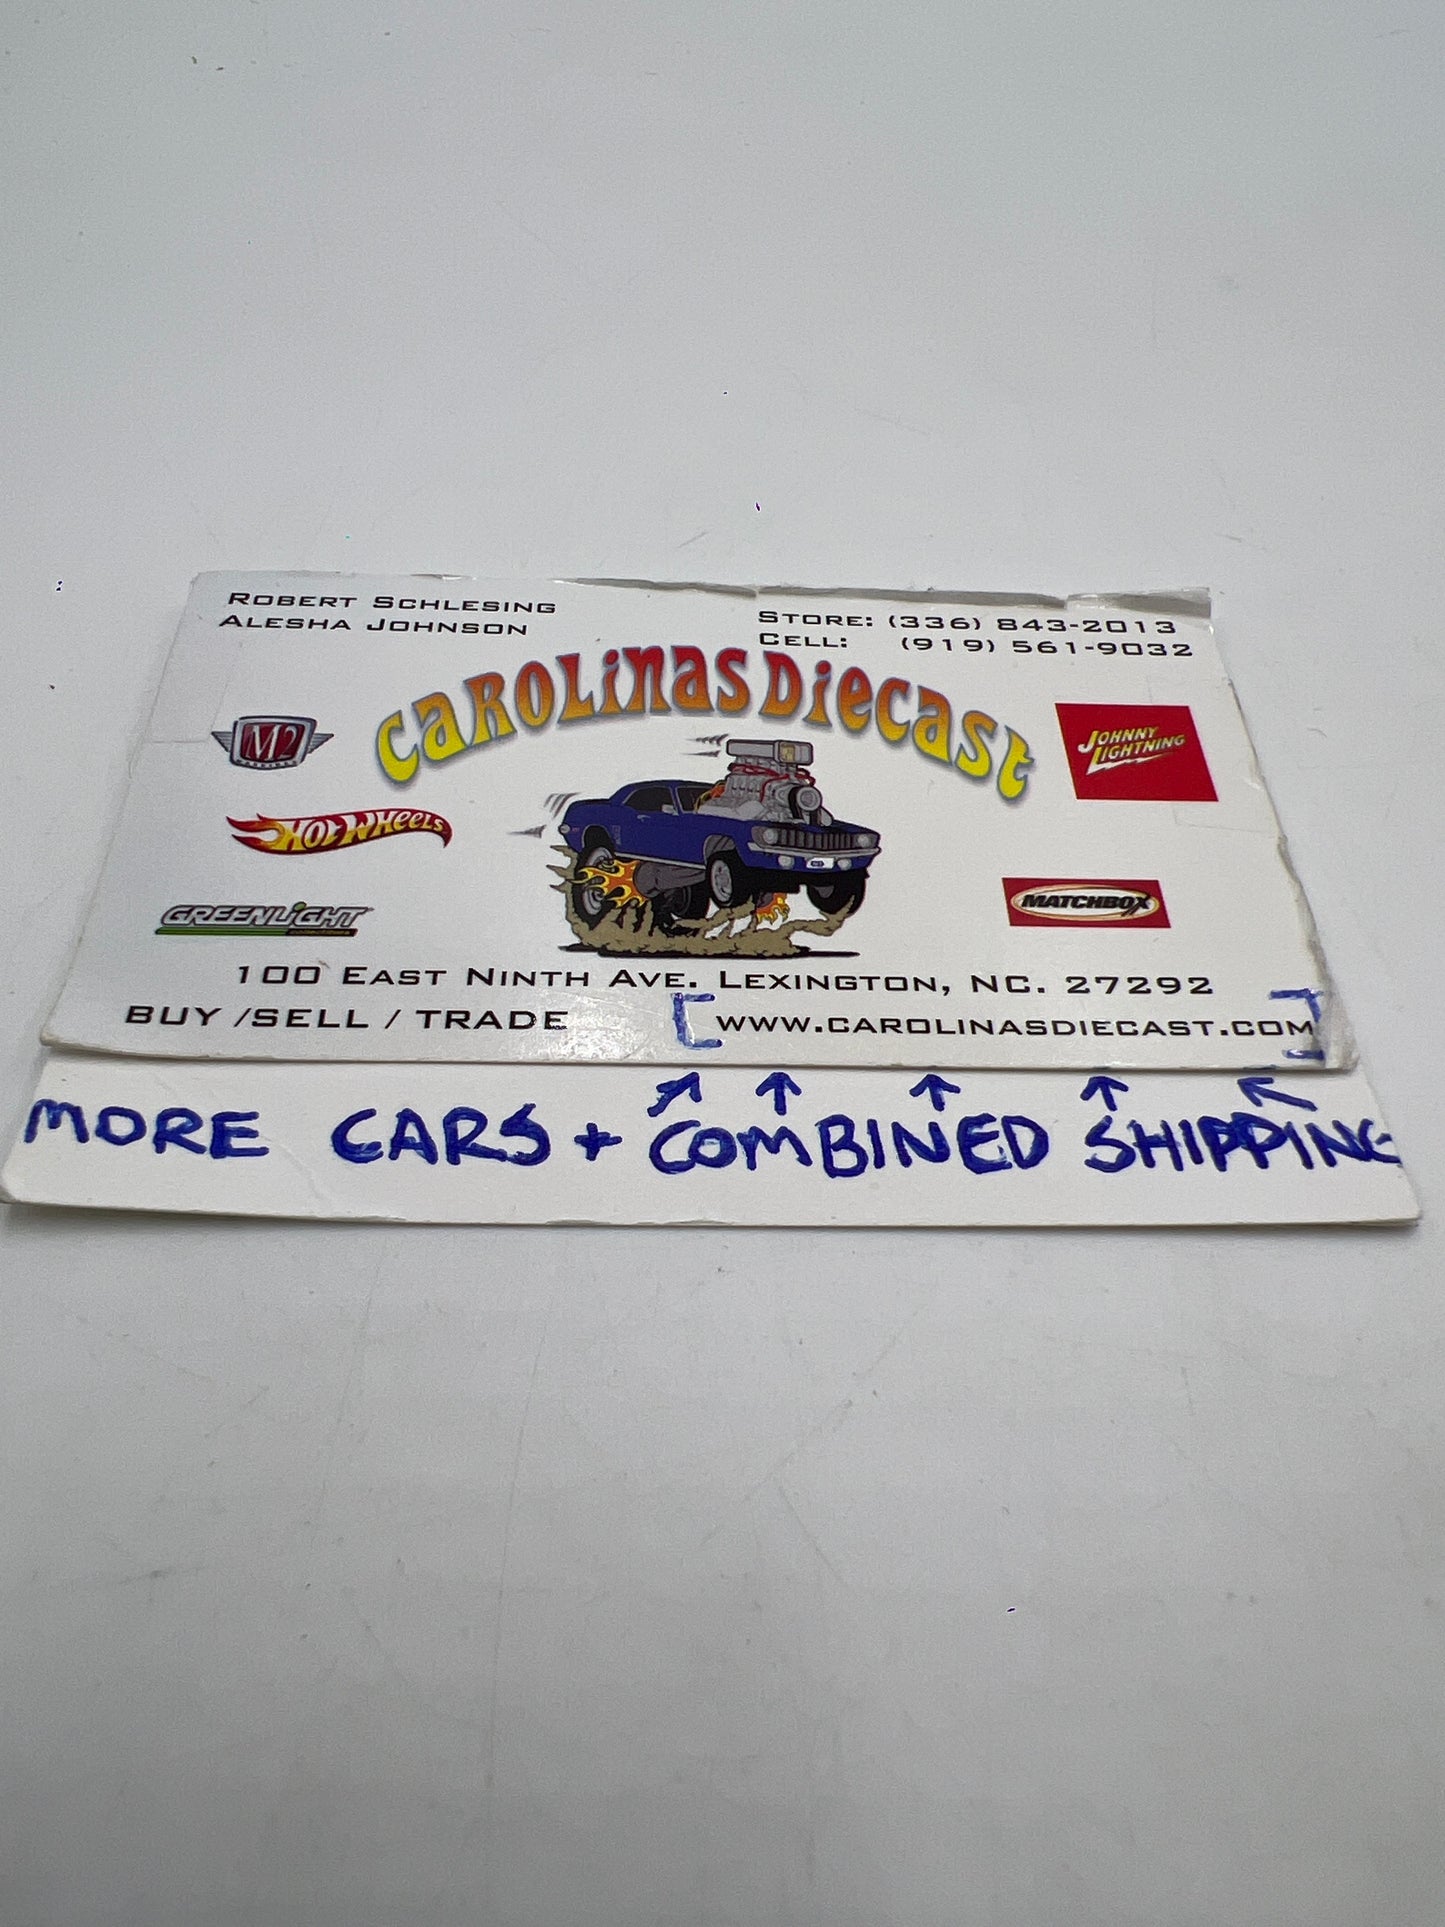 Robert Schlesing
Alesha Johnson
Store: (336) 843-2013
Cell: (919) 561-9032
Carolinas Diecast
M2
Johnny Lightning
Hot Wheels
GREENLIGHT
MATCHBOX
100 East Ninth Ave. Lexington, NC. 27292
BUY /SELL / TRADE
www.carolinasdiecast.com
MORE CARS + COMBINED SHIPPING